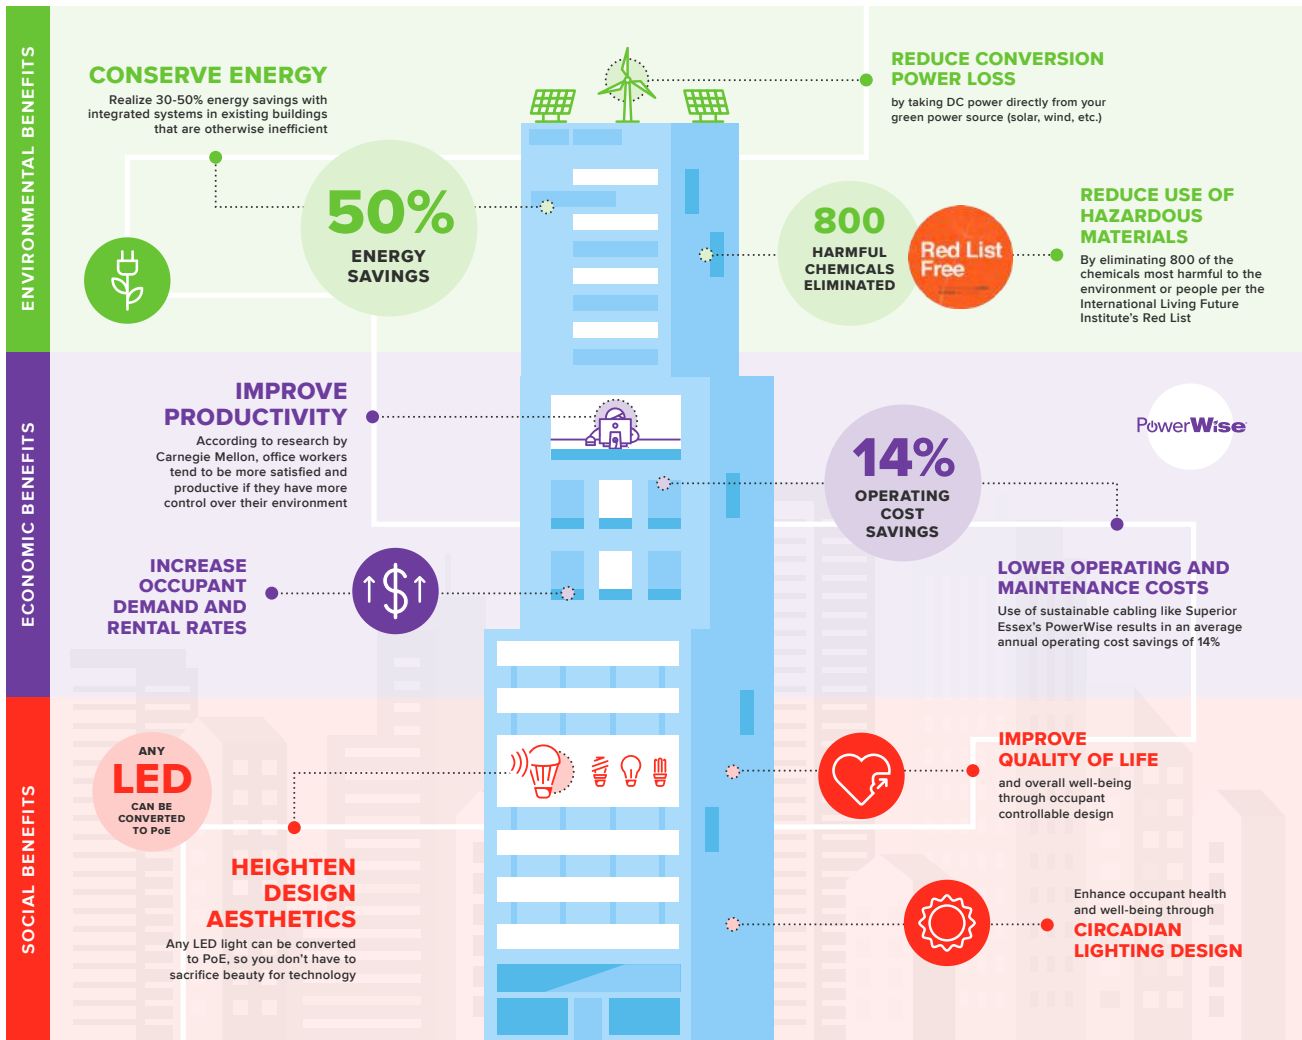 ENVIRONMENTAL BENEFITS
CONSERVE ENERGY
Realize 30-50% energy savings with
integrated systems in existing buildings
that are otherwise inefficient
50%
ENERGY
SAVINGS
REDUCE CONVERSION
POWER LOSS
by taking DC power directly from your
green power source (solar, wind, etc.)
800
HARMFUL
CHEMICALS
ELIMINATED
Red List
Free
REDUCE USE OF
HAZARDOUS
MATERIALS
By eliminating 800 of the
chemicals most harmful to the
environment or people per the
International Living Future
Institute's Red List
ECONOMIC BENEFITS
IMPROVE
PRODUCTIVITY
According to research by
Carnegie Mellon, office workers
tend to be more satisfied and
productive if they have more
control over their environment
INCREASE
OCCUPANT
DEMAND AND
RENTAL RATES
$
14%
OPERATING
COST
SAVINGS
PowerWise
LOWER OPERATING AND
MAINTENANCE COSTS
Use of sustainable cabling like Superior
Essex's PowerWise results in an average
annual operating cost savings of 14%
SOCIAL BENEFITS
ANY
LED
CAN BE
CONVERTED
TO PoE
HEIGHTEN
DESIGN
AESTHETICS
Any LED light can be converted
to PoE, so you don't have to
sacrifice beauty for technology
IMPROVE
QUALITY OF LIFE
and overall well-being
through occupant
controllable design
Enhance occupant health
and well-being through
CIRCADIAN
LIGHTING DESIGN